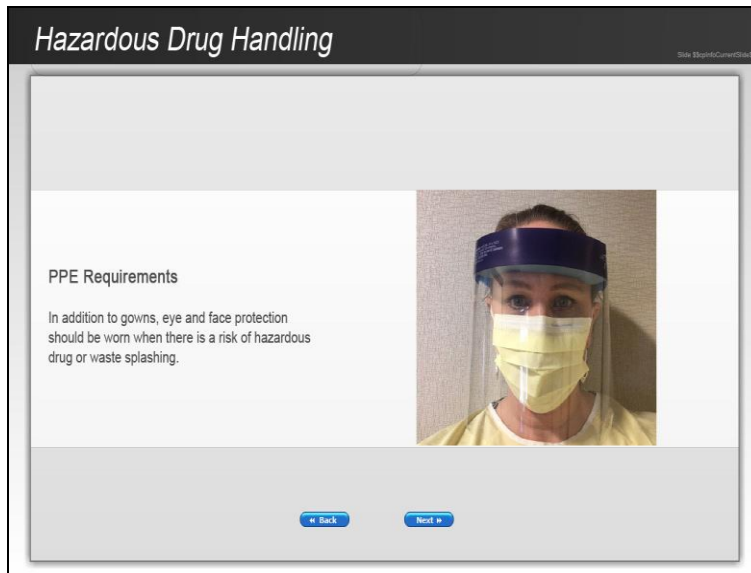 Hazardous Drug Handling
PPE Requirements
In addition to gowns, eye and face protection
should be worn when there is a risk of hazardous
drug or waste splashing.
Back
Next